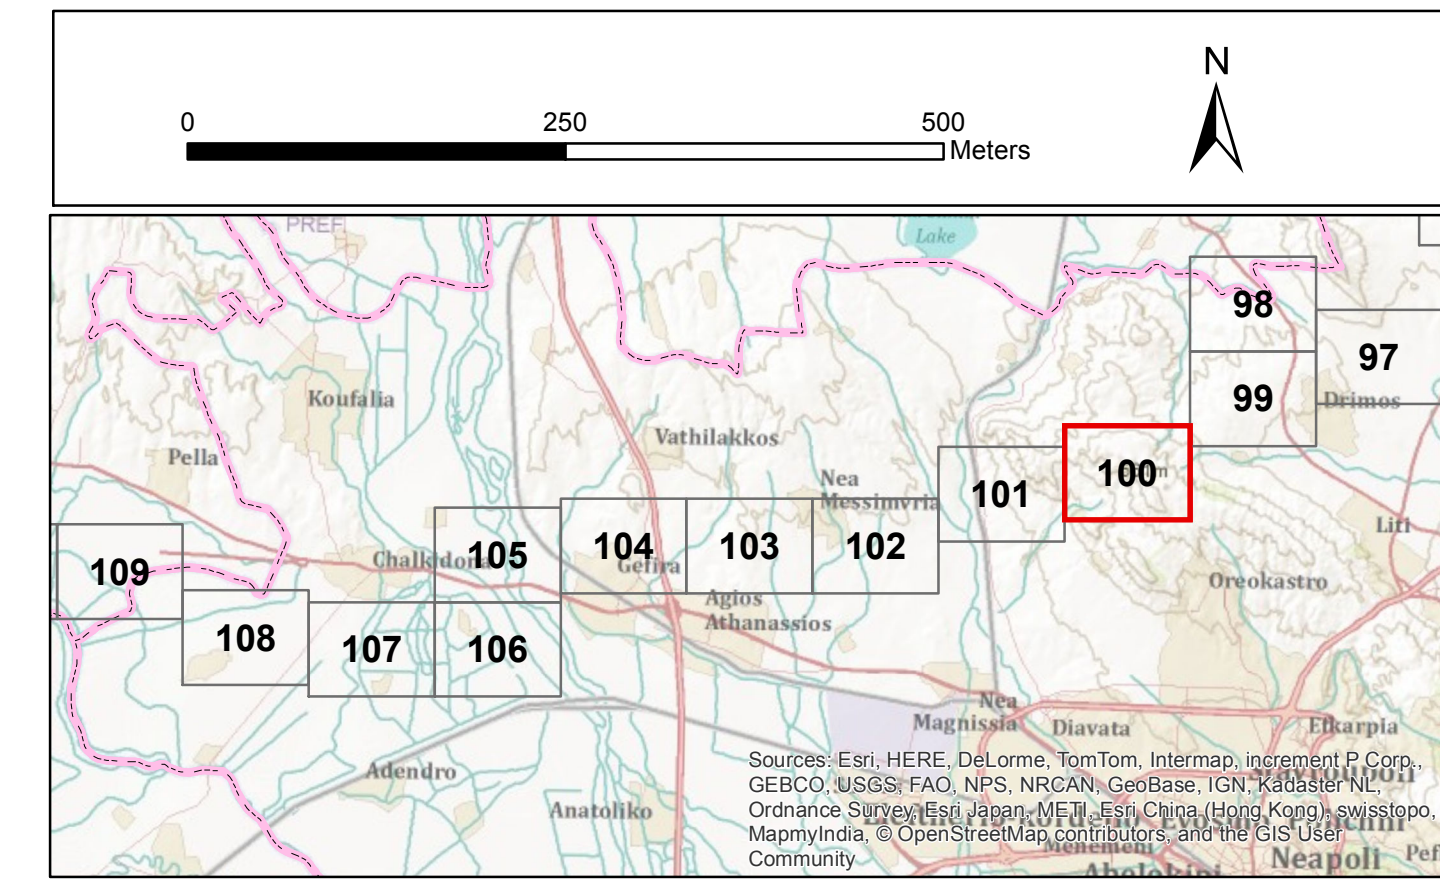 N
0 250 500
Meters
PREF
Lake
98
97
99
Drimos
Koufalia
Vathilakkos
Pella
Nea
Messimvria
100
101
Liti
109
Chalkidona
105
104
Gefira
103
102
Oreokastro
Agios
Athanassios
108
107
106
Nea
Magnissia
Diavata
Efkarpia
Adendro
Anatoliko
Sources: Esri, HERE, DeLorme, TomTom, Intermap, increment P Corp.,
GEBCO, USGS, FAO, NPS, NRCAN, GeoBase, IGN, Kadaster NL,
Ordnance Survey, Esri Japan, METI, Esri China (Hong Kong), swisstopo,
MapmyIndia, © OpenStreetMap contributors, and the GIS User
Community
Menemeni
Neapoli
Pef